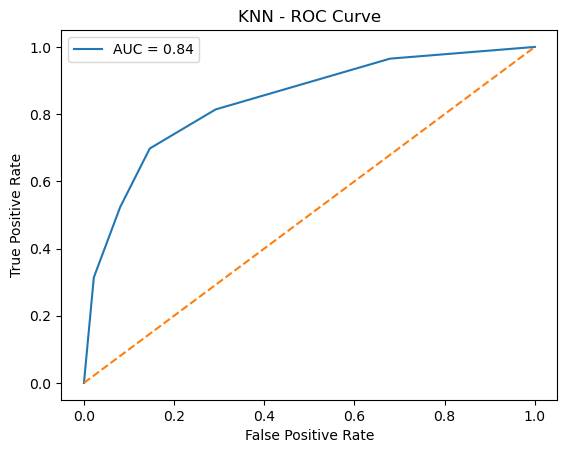 KNN - ROC Curve
AUC = 0.84
True Positive Rate
1.0
0.8
0.6
0.4
0.2
0.0
0.0 0.2 0.4 0.6 0.8 1.0
False Positive Rate